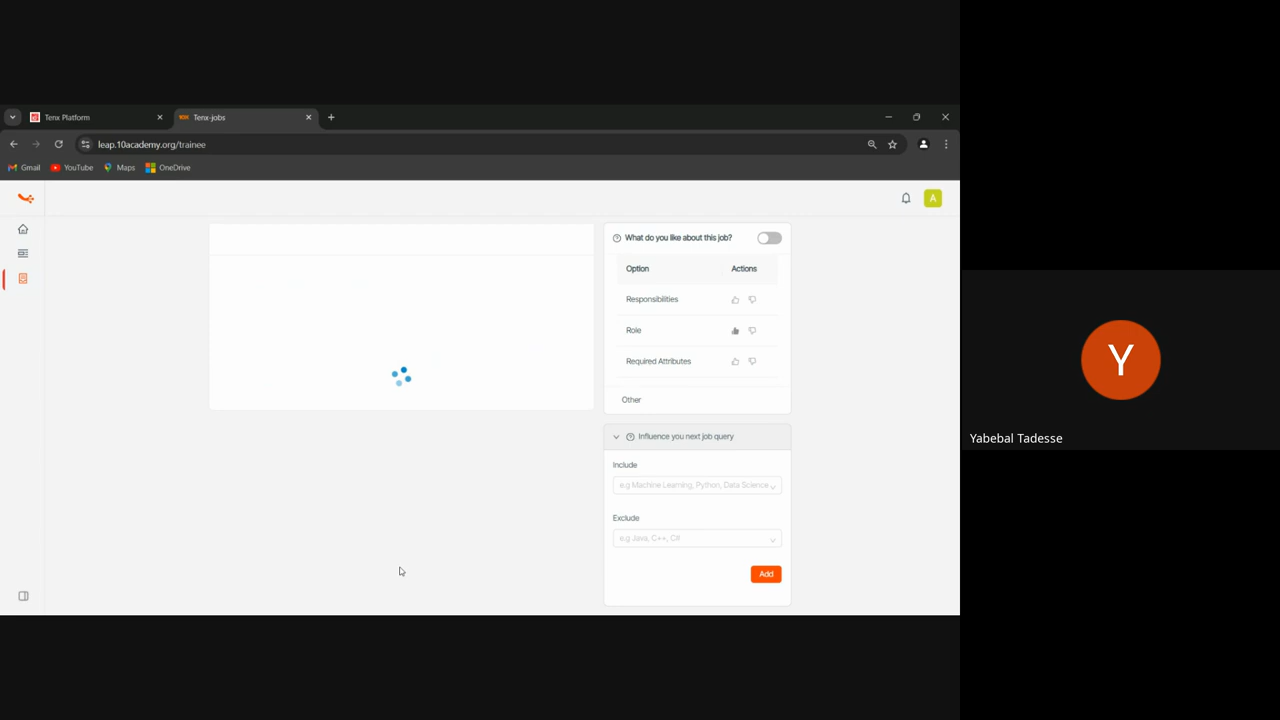 Tenx Platform
Tenx-jobs
leap.10academy.org/trainee
Gmail YouTube Maps OneDrive
A
What do you like about this job?
Option Actions
Responsibilities
Role
Required Attributes
Other
Influence you next job query
Include
e.g Machine Learning, Python, Data Science
Exclude
e.g Java, C++, C#
Add
Y
Yabebal Tadesse